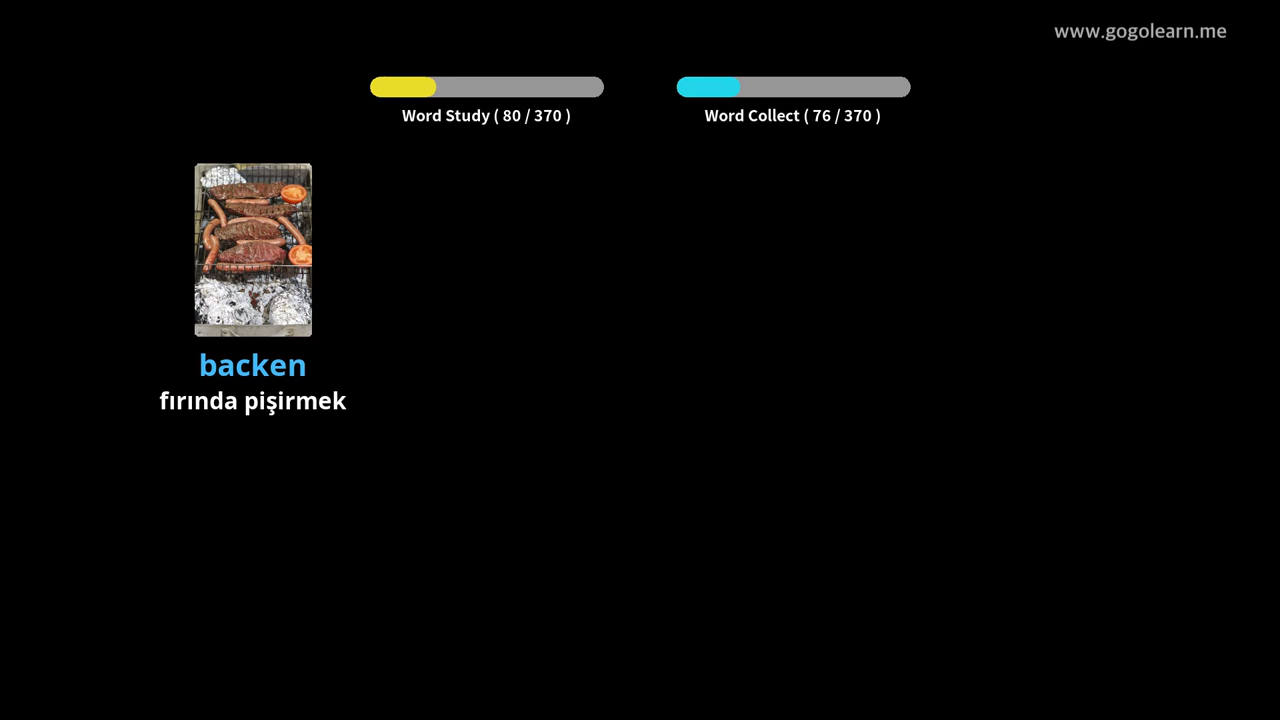 www.gogolearn.me
Word Study ( 80 / 370 )
Word Collect ( 76 / 370 )
backen
fırında pişirmek